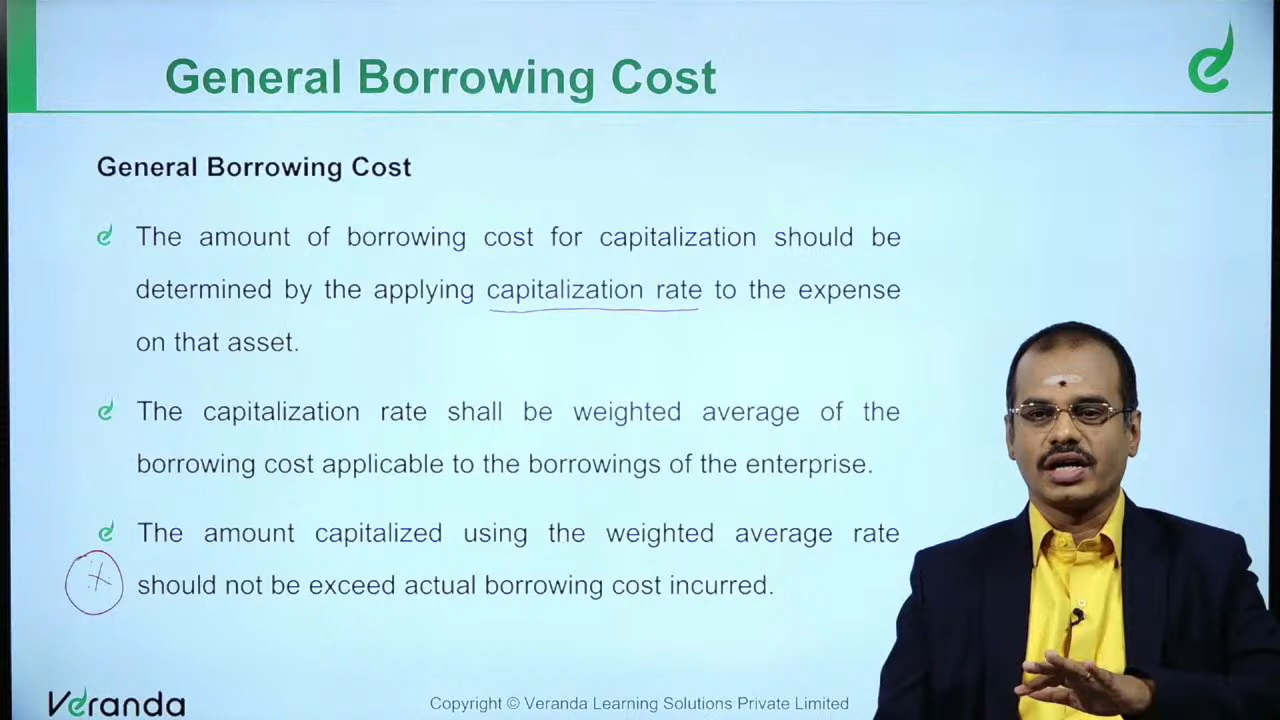 General Borrowing Cost
General Borrowing Cost
The amount of borrowing cost for capitalization should be
determined by the applying capitalization rate to the expense
on that asset.
The capitalization rate shall be weighted average of the
borrowing cost applicable to the borrowings of the enterprise.
The amount capitalized using the weighted average rate
should not be exceed actual borrowing cost incurred.
Veranda
Copyright © Veranda Learning Solutions Private Limited